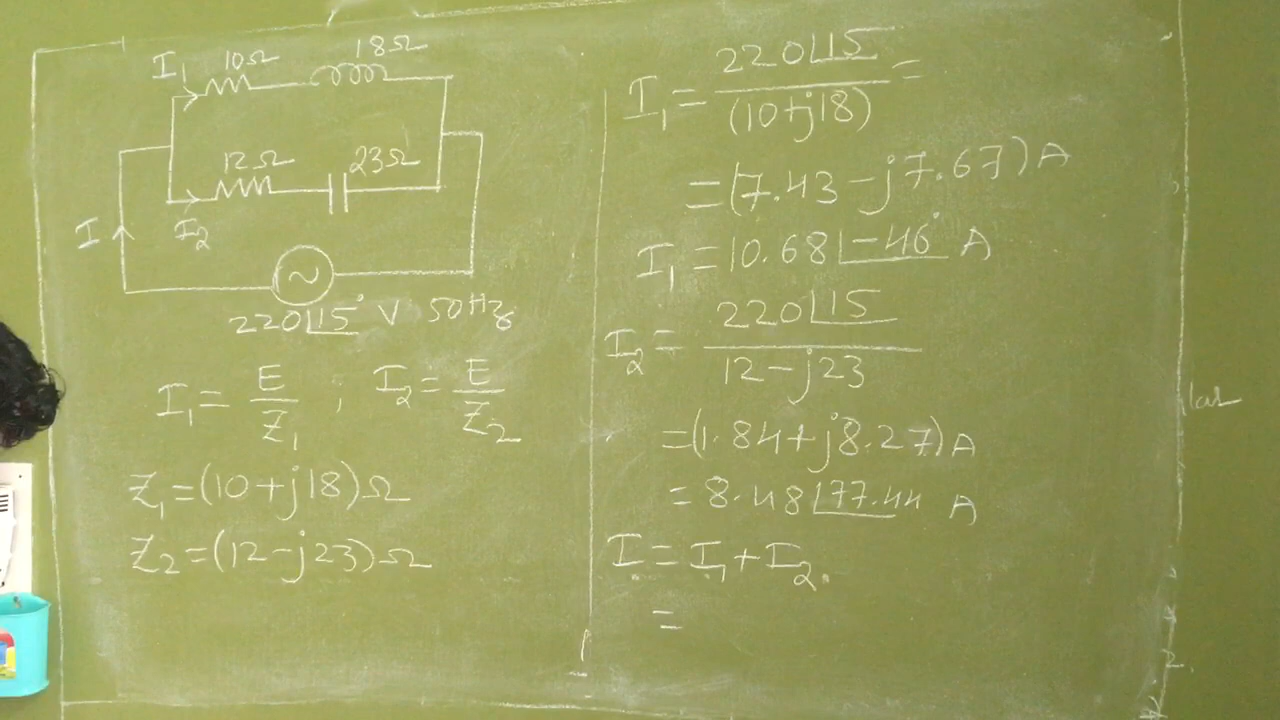 10Ω 18Ω
I₁
12Ω 23Ω
I₂
I
~
220∠15° V 50Hz
I₁ = E/Z₁ ; I₂ = E/Z₂
Z₁=(10+j18)Ω
Z₂=(12-j23)Ω
I₁ = 220∠15/(10+j18) =
=(7.43-j7.67)A
I₁ = 10.68∠-46° A
I₂ = 220∠15/12-j23
=(1.84+j8.27)A
= 8.48∠77.44 A
I = I₁+I₂
=
2.